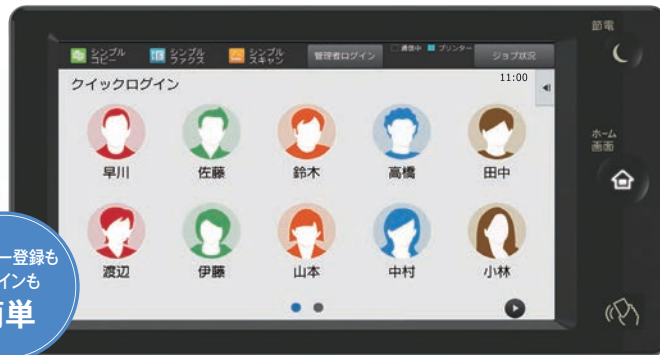 節電
シンプル
コピー
シンプル
ファクス
シンプル
スキャン
管理者ログイン
通信中
プリンター
ジョブ状況
クイックログイン
11:00
早川
佐藤
鈴木
高橋
田中
ホーム
画面
渡辺
伊藤
山本
中村
小林
ー登録も
インも
単